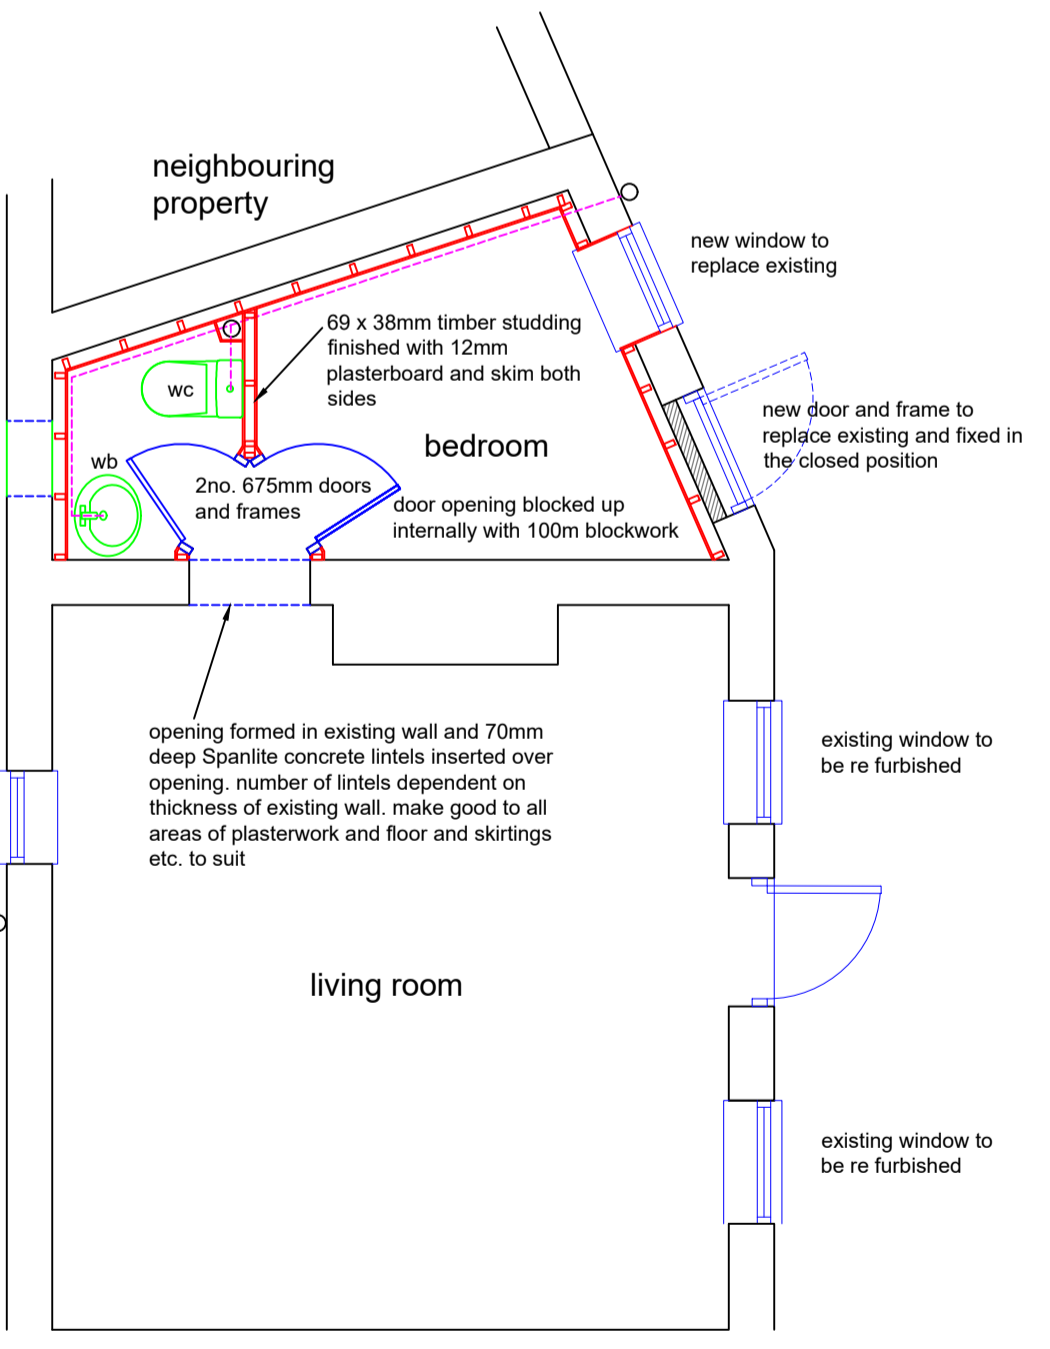 neighbouring
property
new window to
replace existing
69 x 38mm timber studding
finished with 12mm
plasterboard and skim both
sides
wc
new door and frame to
replace existing and fixed in
the closed position
bedroom
wb
2no. 675mm doors
and frames
door opening blocked up
internally with 100m blockwork
opening formed in existing wall and 70mm
deep Spanlite concrete lintels inserted over
opening. number of lintels dependent on
thickness of existing wall. make good to all
areas of plasterwork and floor and skirtings
etc. to suit
existing window to
be re furbished
living room
existing window to
be re furbished